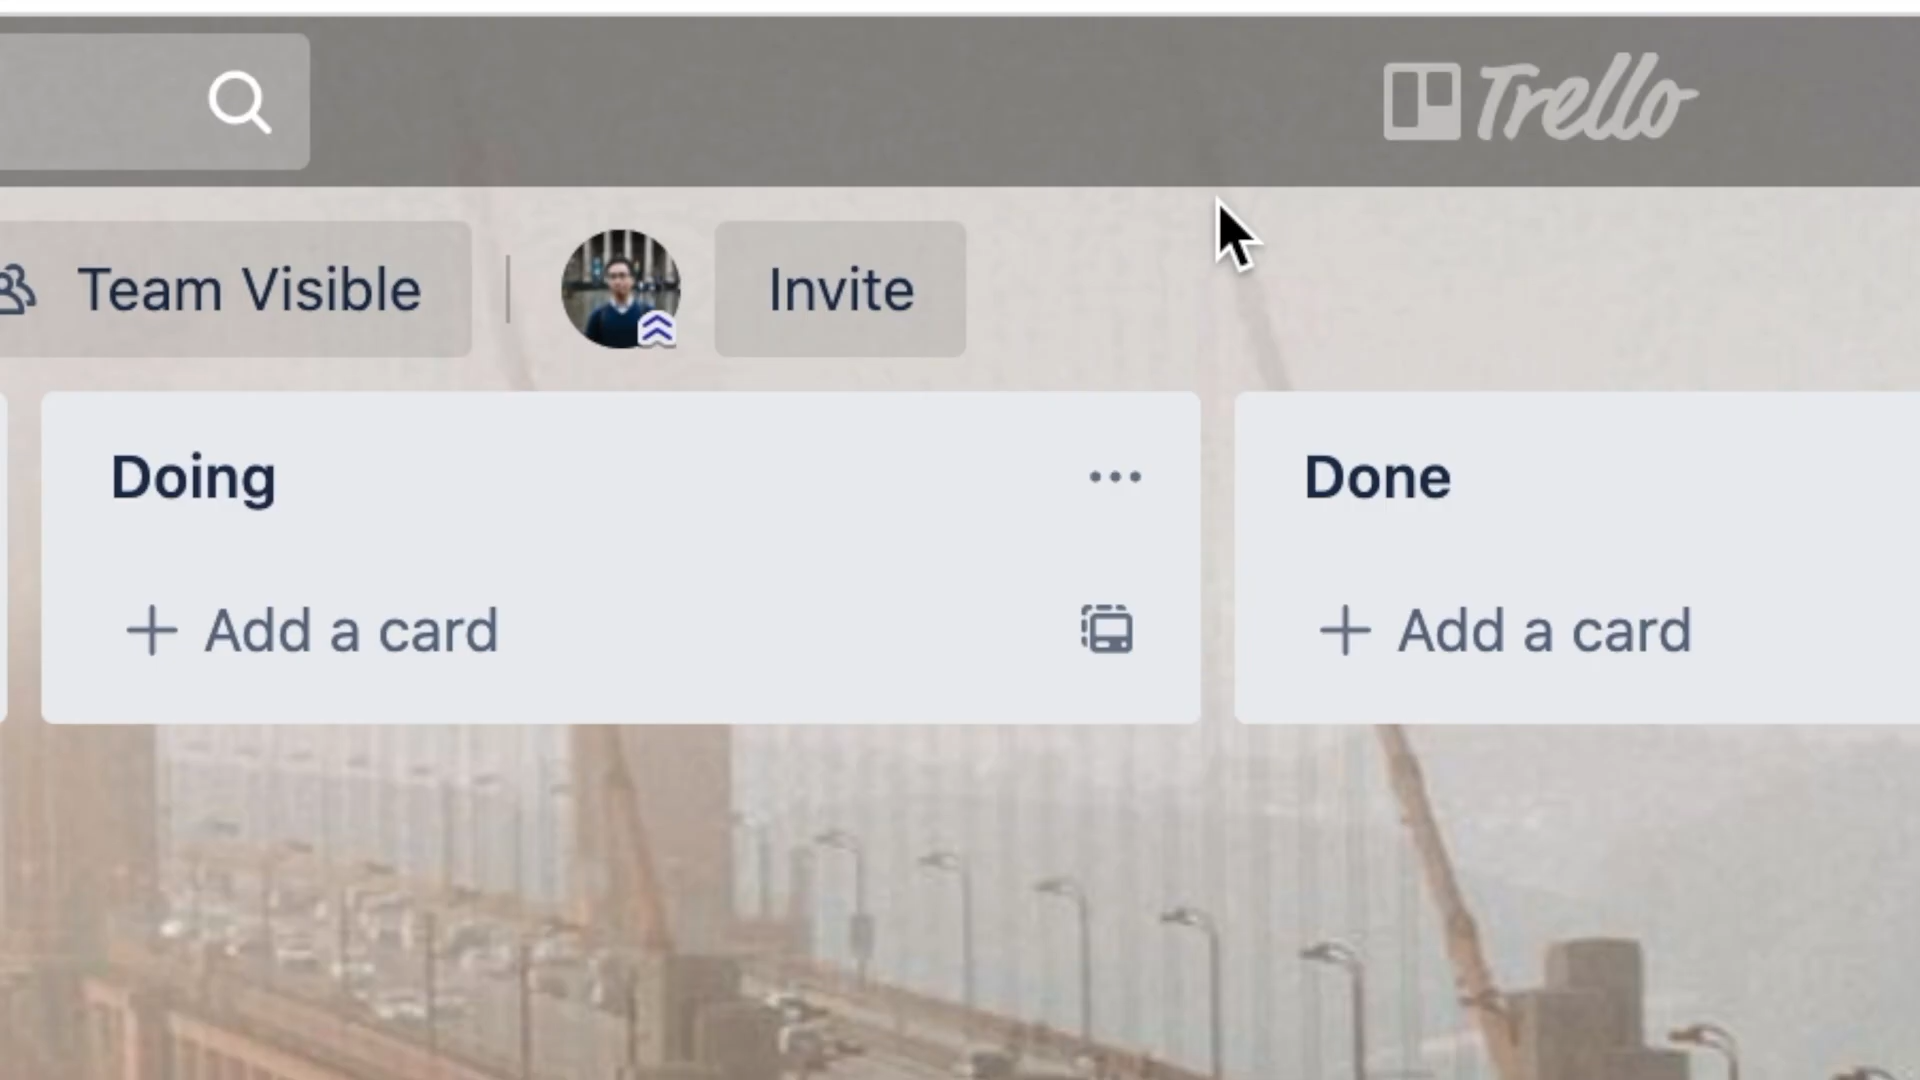 Trello
Team Visible
Invite
Doing
Done
Add a card
Add a card